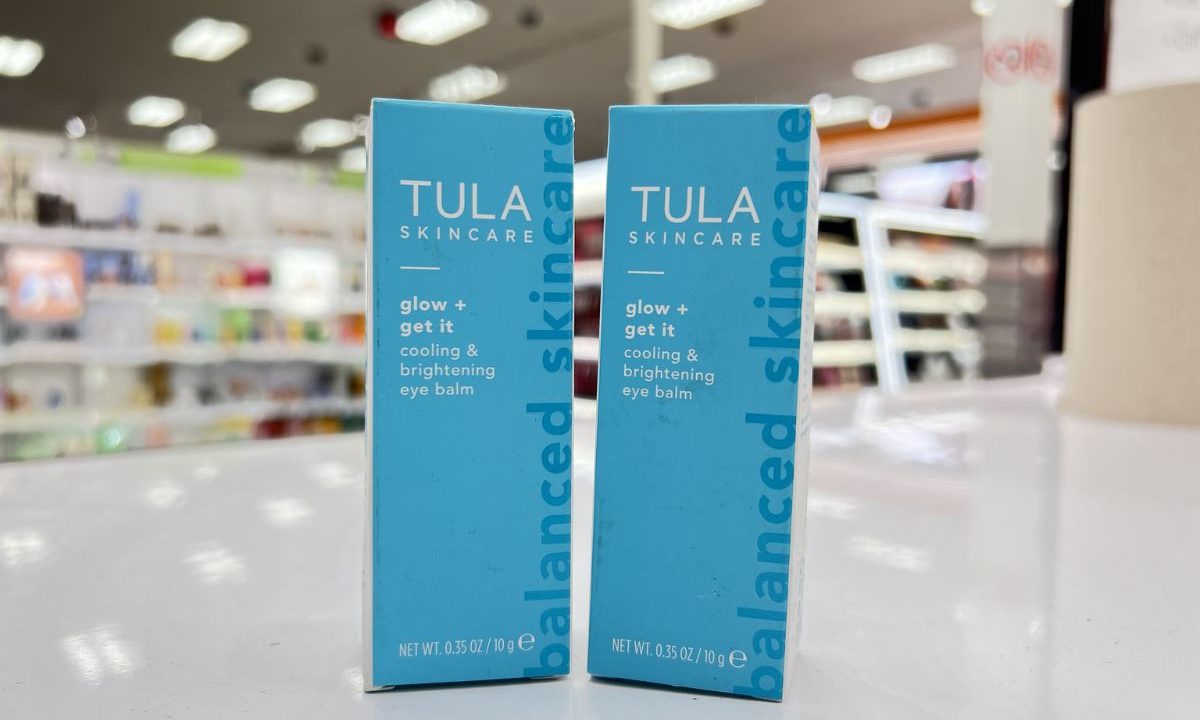 TULA
SKINCARE
glow +
get it
cooling &
brightening
eye balm
NET WT. 0.35 OZ / 10 g ℮
balanced skincare
TULA
SKINCARE
glow +
get it
cooling &
brightening
eye balm
NET WT. 0.35 OZ / 10 g ℮
balanced skincare